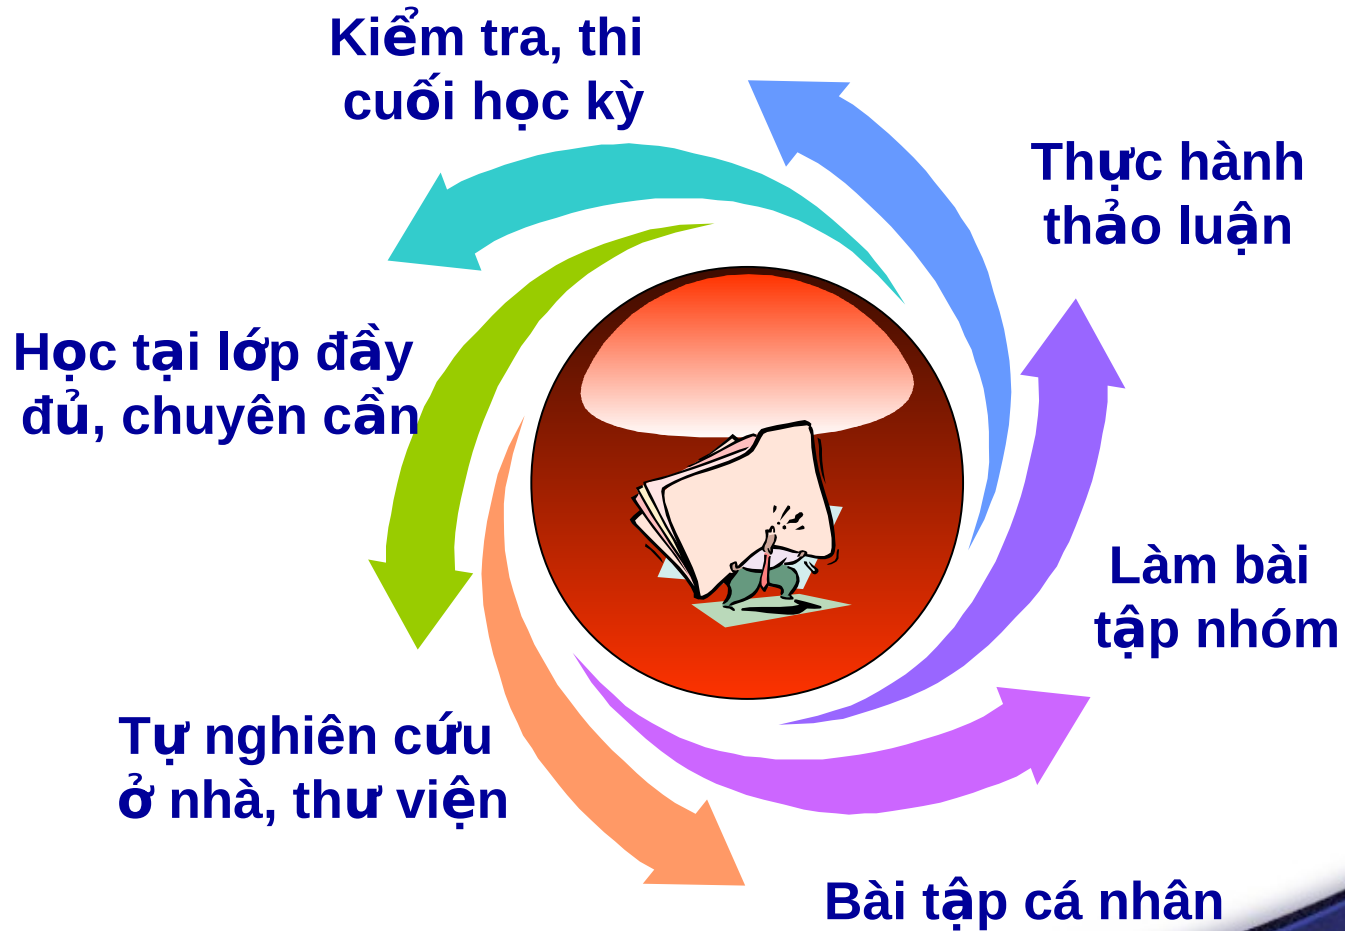 Kiểm tra, thi
cuối học kỳ
Thực hành
thảo luận
Học tại lớp đầy
đủ, chuyên cần
Làm bài
tập nhóm
Tự nghiên cứu
ở nhà, thư viện
Bài tập cá nhân